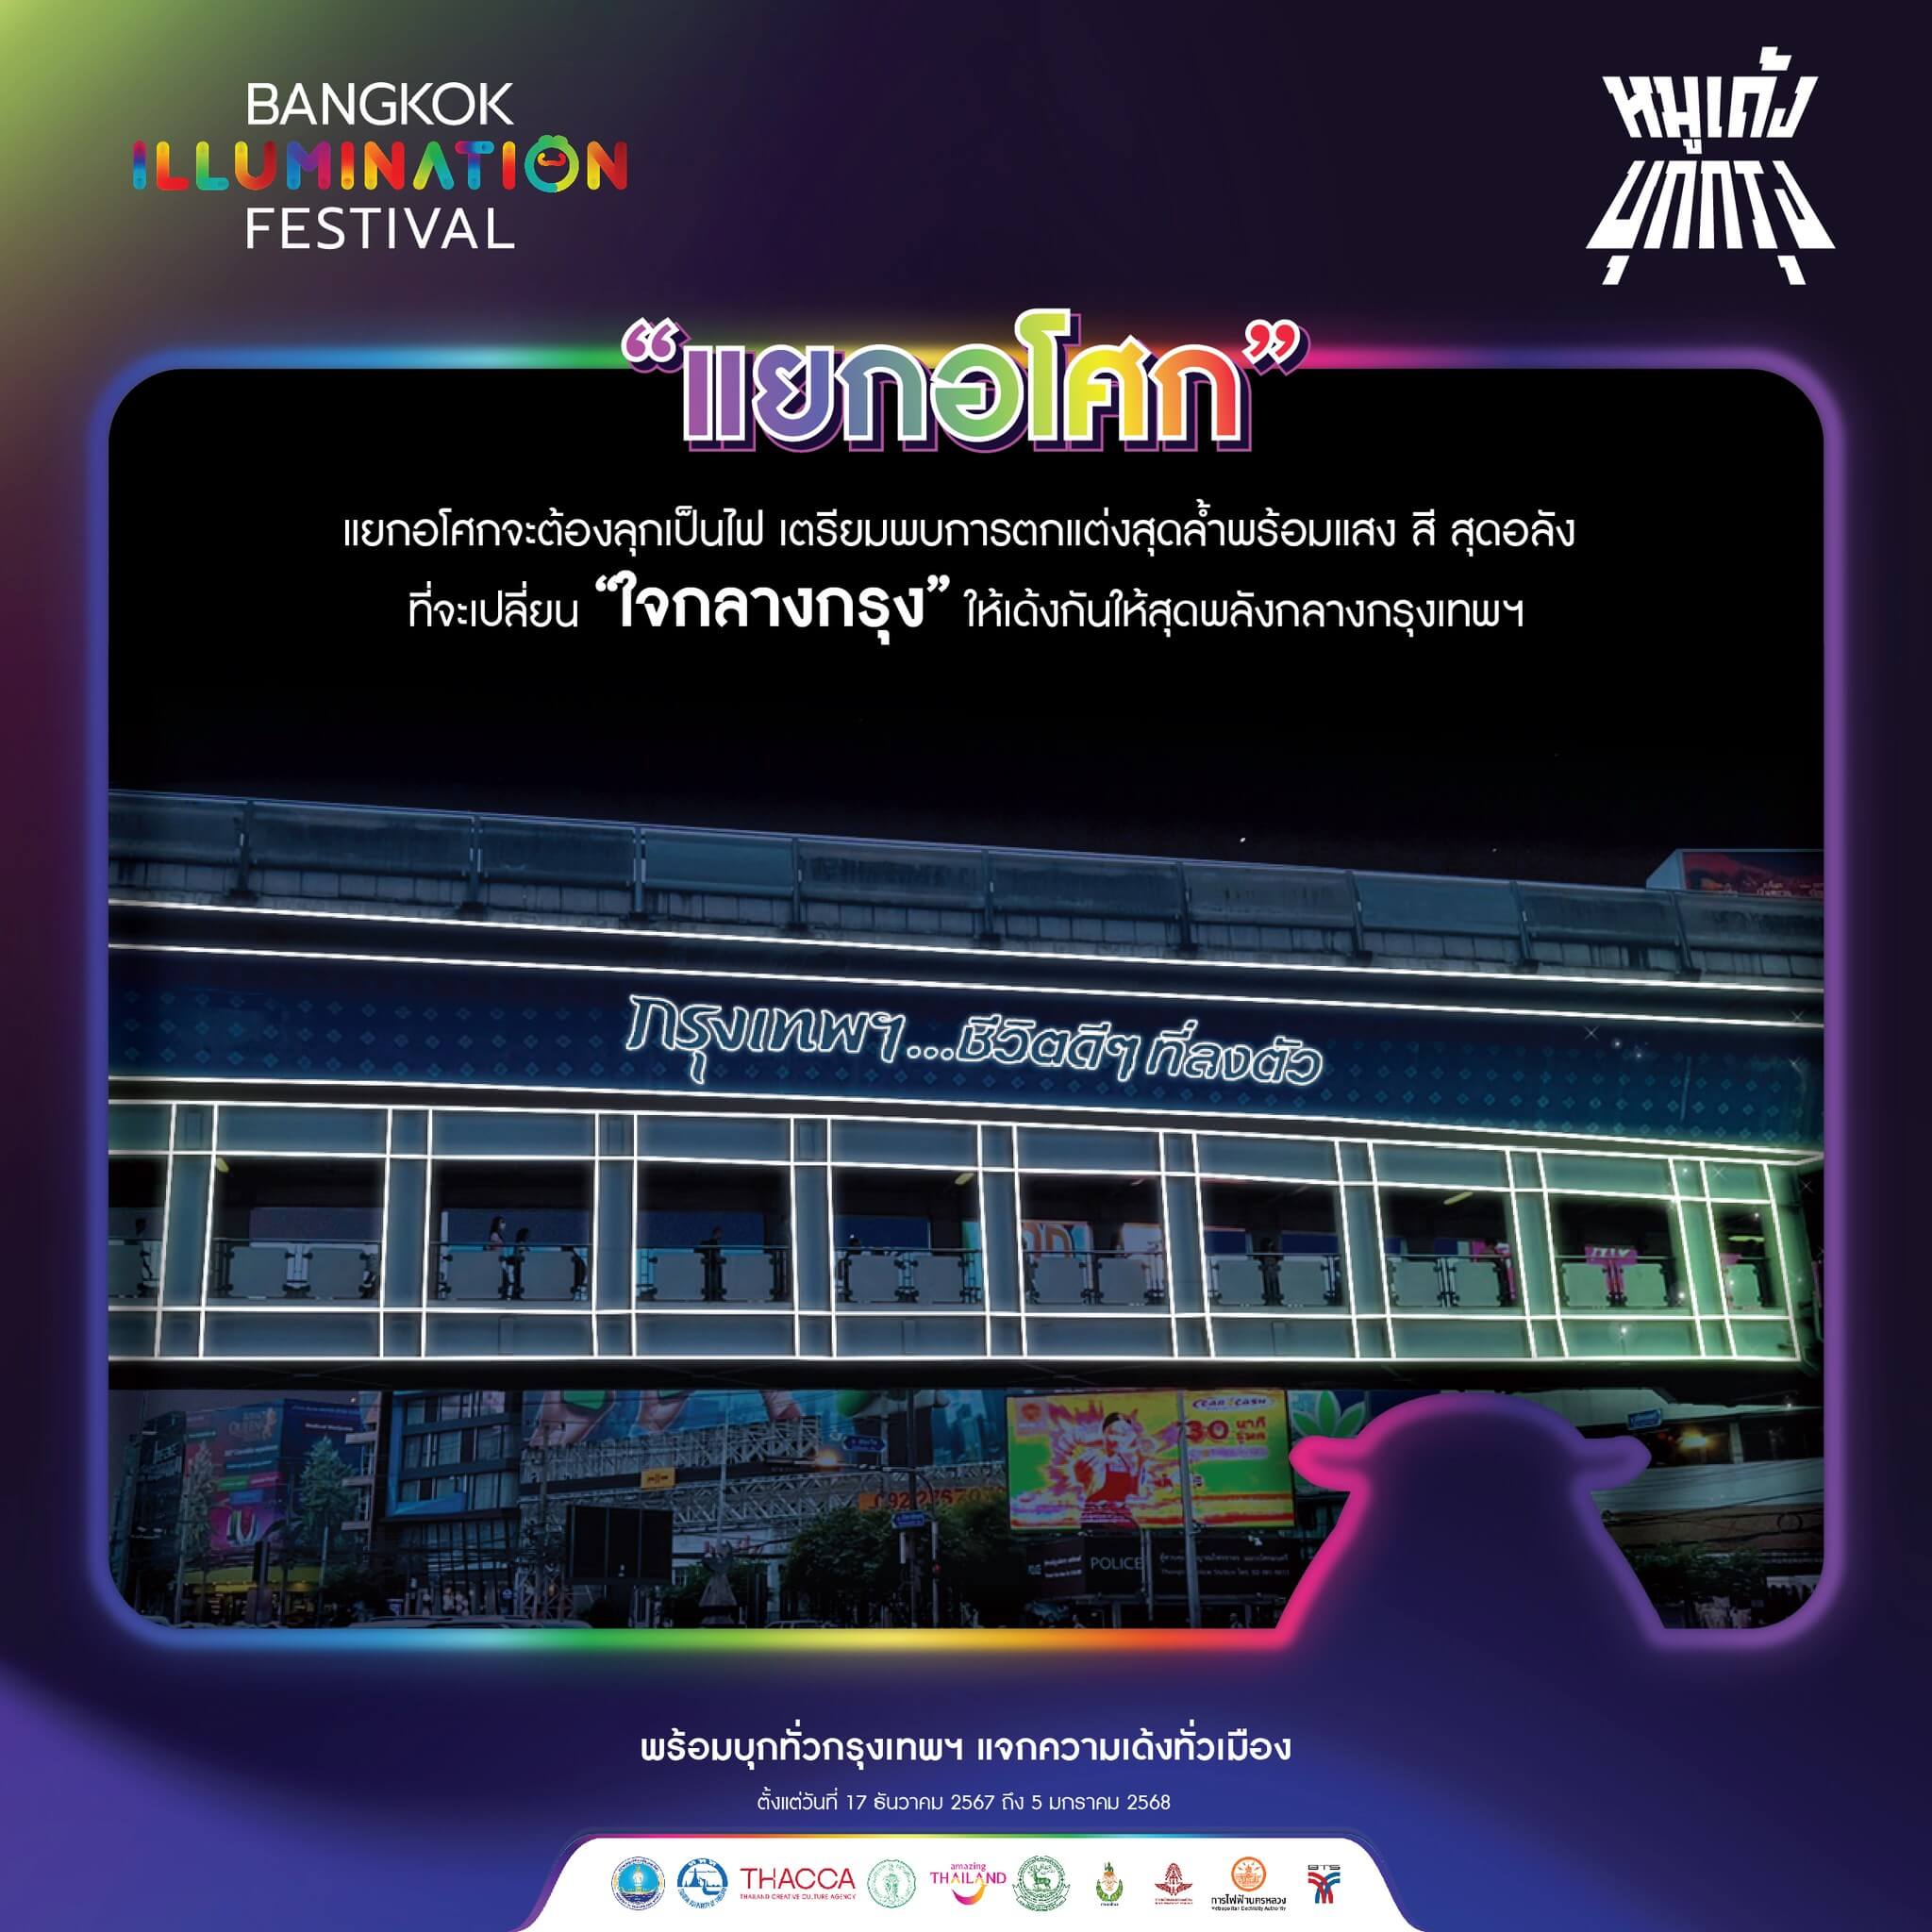 BANGKOK
ILLUMINATION
FESTIVAL
หมูเด้ง
บุกกรุง
“แยกอโศก”
แยกอโศกจะต้องลุกเป็นไฟ เตรียมพบการตกแต่งสุดล้ำพร้อมแสง สี สุดอลัง
ที่จะเปลี่ยน “ใจกลางกรุง” ให้เด้งกันให้สุดพลังกลางกรุงเทพฯ
กรุงเทพฯ...ชีวิตดีๆ ที่ลงตัว
CAR 4 CASH
30 นาที
POLICE
พร้อมบุกทั่วกรุงเทพฯ แจกความเด้งทั่วเมือง
ตั้งแต่วันที่ 17 ธันวาคม 2567 ถึง 5 มกราคม 2568
THACCA
THAILAND CREATIVE CULTURE AGENCY
amazing
THAILAND
การไฟฟ้านครหลวง
Metropolitan Electricity Authority
BTS